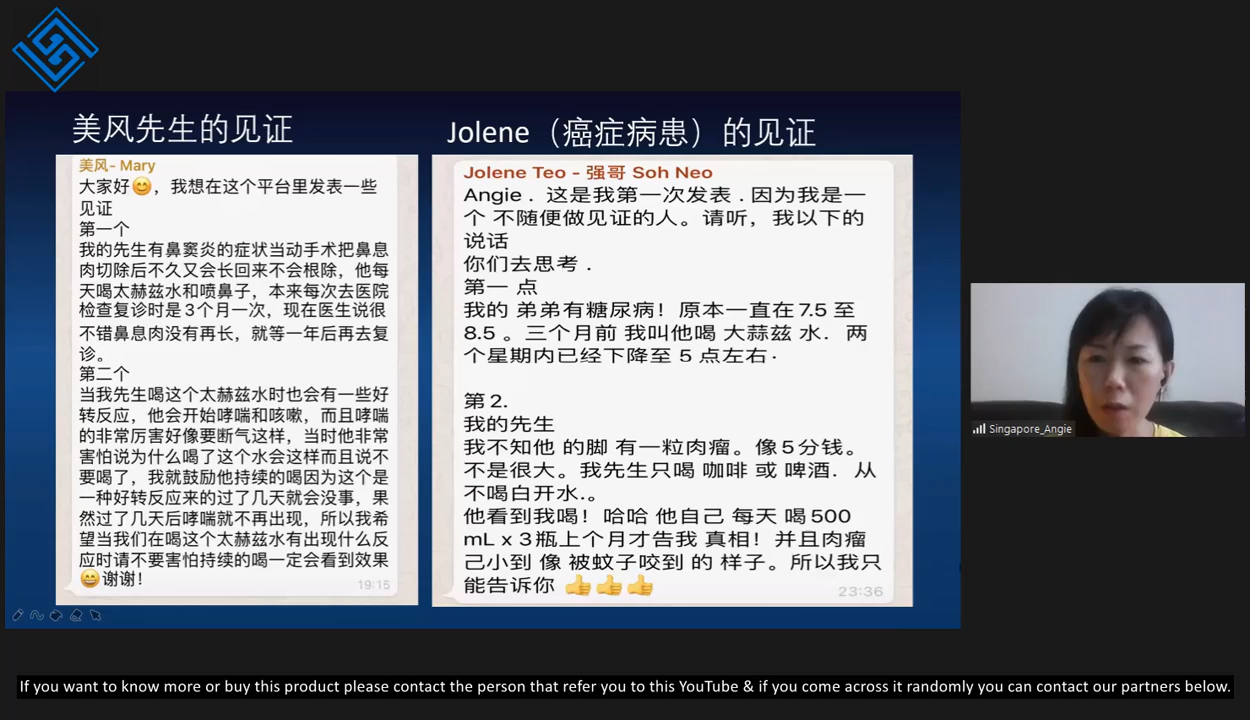 美风先生的见证
美风- Mary
大家好😊，我想在这个平台里发表一些
见证
第一个
我的先生有鼻窦炎的症状当动手术把鼻息
肉切除后不久又会长回来不会根除，他每
天喝太赫兹水和喷鼻子，本来每次去医院
检查复诊时是3个月一次，现在医生说很
不错鼻息肉没有再长，就等一年后再去复
诊。
第二个
当我先生喝这个太赫兹水时也会有一些好
转反应，他会开始哮喘和咳嗽，而且哮喘
的非常厉害好像要断气这样，当时他非常
害怕说为什么喝了这个水会这样而且说不
要喝了，我就鼓励他持续的喝因为这个是
一种好转反应来的过了几天就会没事，果
然过了几天后哮喘就不再出现，所以我希
望当我们在喝这个太赫兹水有出现什么反
应时请不要害怕持续的喝一定会看到效果
😄谢谢!
19:15
Jolene（癌症病患）的见证
Jolene Teo - 强哥 Soh Neo
Angie . 这是我第一次发表 . 因为我是一
个 不随便做见证的人。请听，我以下的
说话
你们去思考 .
第一 点
我的 弟弟有糖尿病！原本一直在 7.5 至
8.5 。三个月前 我叫他喝 大蒜兹 水. 两
个星期内已经下降至 5 点左右·
第 2.
我的先生
我不知他 的脚 有一粒肉瘤。像 5 分钱。
不是很大。我先生只喝 咖啡 或 啤酒. 从
不喝白开水.。
他看到我喝！哈哈 他自己 每天 喝 500
mL x 3 瓶上个月才告我 真相！并且肉瘤
己小到 像 被蚊子咬到 的 样子。所以我只
能告诉你 👍👍👍
23:36
Singapore_Angie
If you want to know more or buy this product please contact the person that refer you to this YouTube & if you come across it randomly you can contact our partners below.